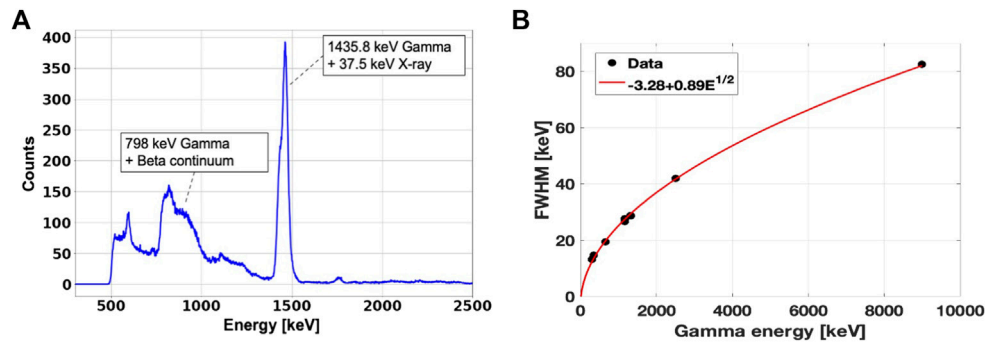 A
1435.8 keV Gamma
+ 37.5 keV X-ray
798 keV Gamma
+ Beta continuum
400
350
300
250
200
150
100
50
0
Counts
500 1000 1500 2000 2500
Energy [keV]
B
Data
-3.28+0.89E^1/2
80
60
40
20
0
FWHM [keV]
0 2000 4000 6000 8000 10000
Gamma energy [keV]